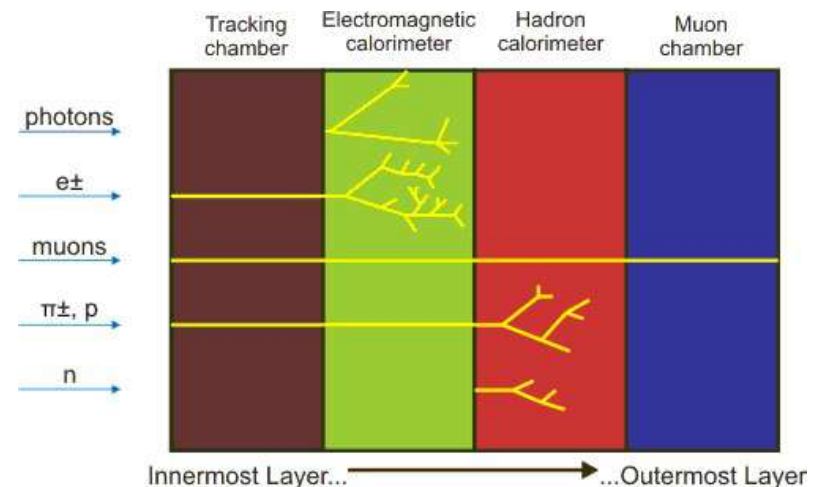 Tracking
chamber
Electromagnetic
calorimeter
Hadron
calorimeter
Muon
chamber
photons
e±
muons
π±, p
n
Innermost Layer...
...Outermost Layer